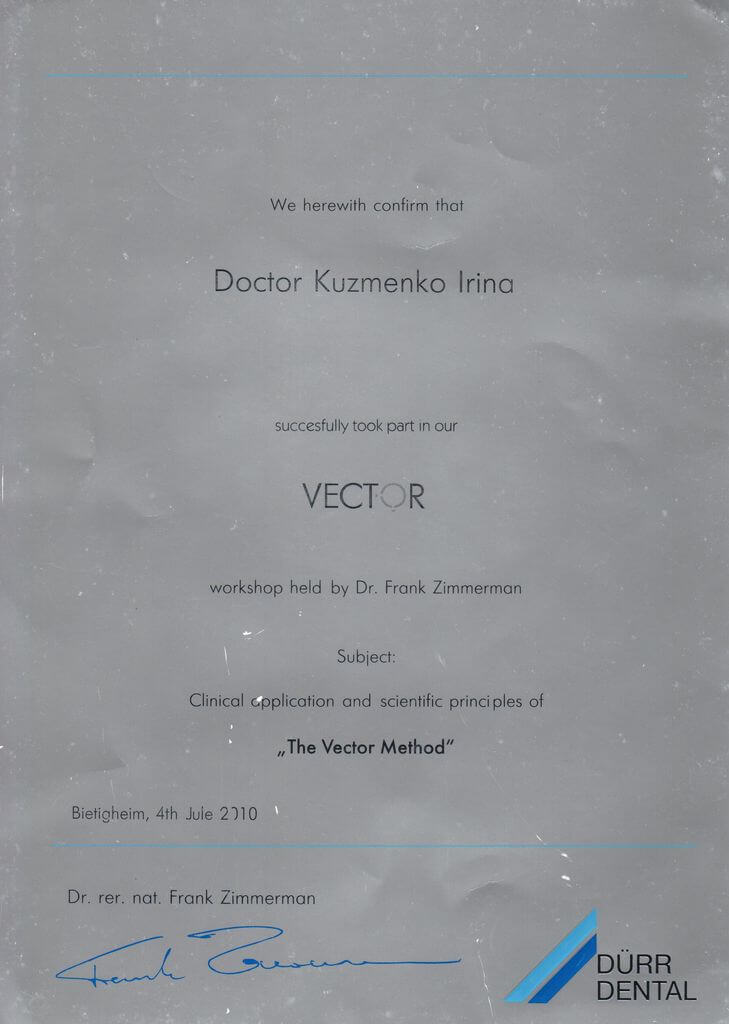 We herewith confirm that
Doctor Kuzmenko Irina
succesfully took part in our
VECTOR
workshop held by Dr. Frank Zimmerman
Subject:
Clinical application and scientific principles of
„The Vector Method“
Bietigheim, 4th Jule 2010
Dr. rer. nat. Frank Zimmerman
DÜRR
DENTAL